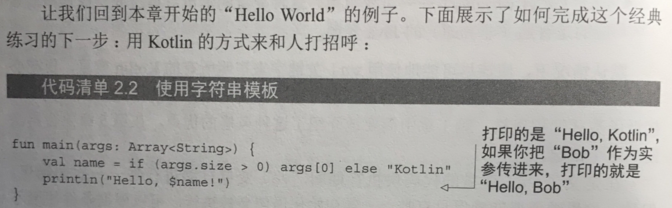 让我们回到本章开始的“Hello World”的例子。下面展示了如何完成这个经典
练习的下一步：用 Kotlin 的方式来和人打招呼：
代码清单 2.2 使用字符串模板
fun main(args: Array<String>) {
    val name = if (args.size > 0) args[0] else "Kotlin"
    println("Hello, $name!")
}
打印的是“Hello, Kotlin”,
如果你把“Bob”作为实
参传进来，打印的就是
“Hello, Bob”